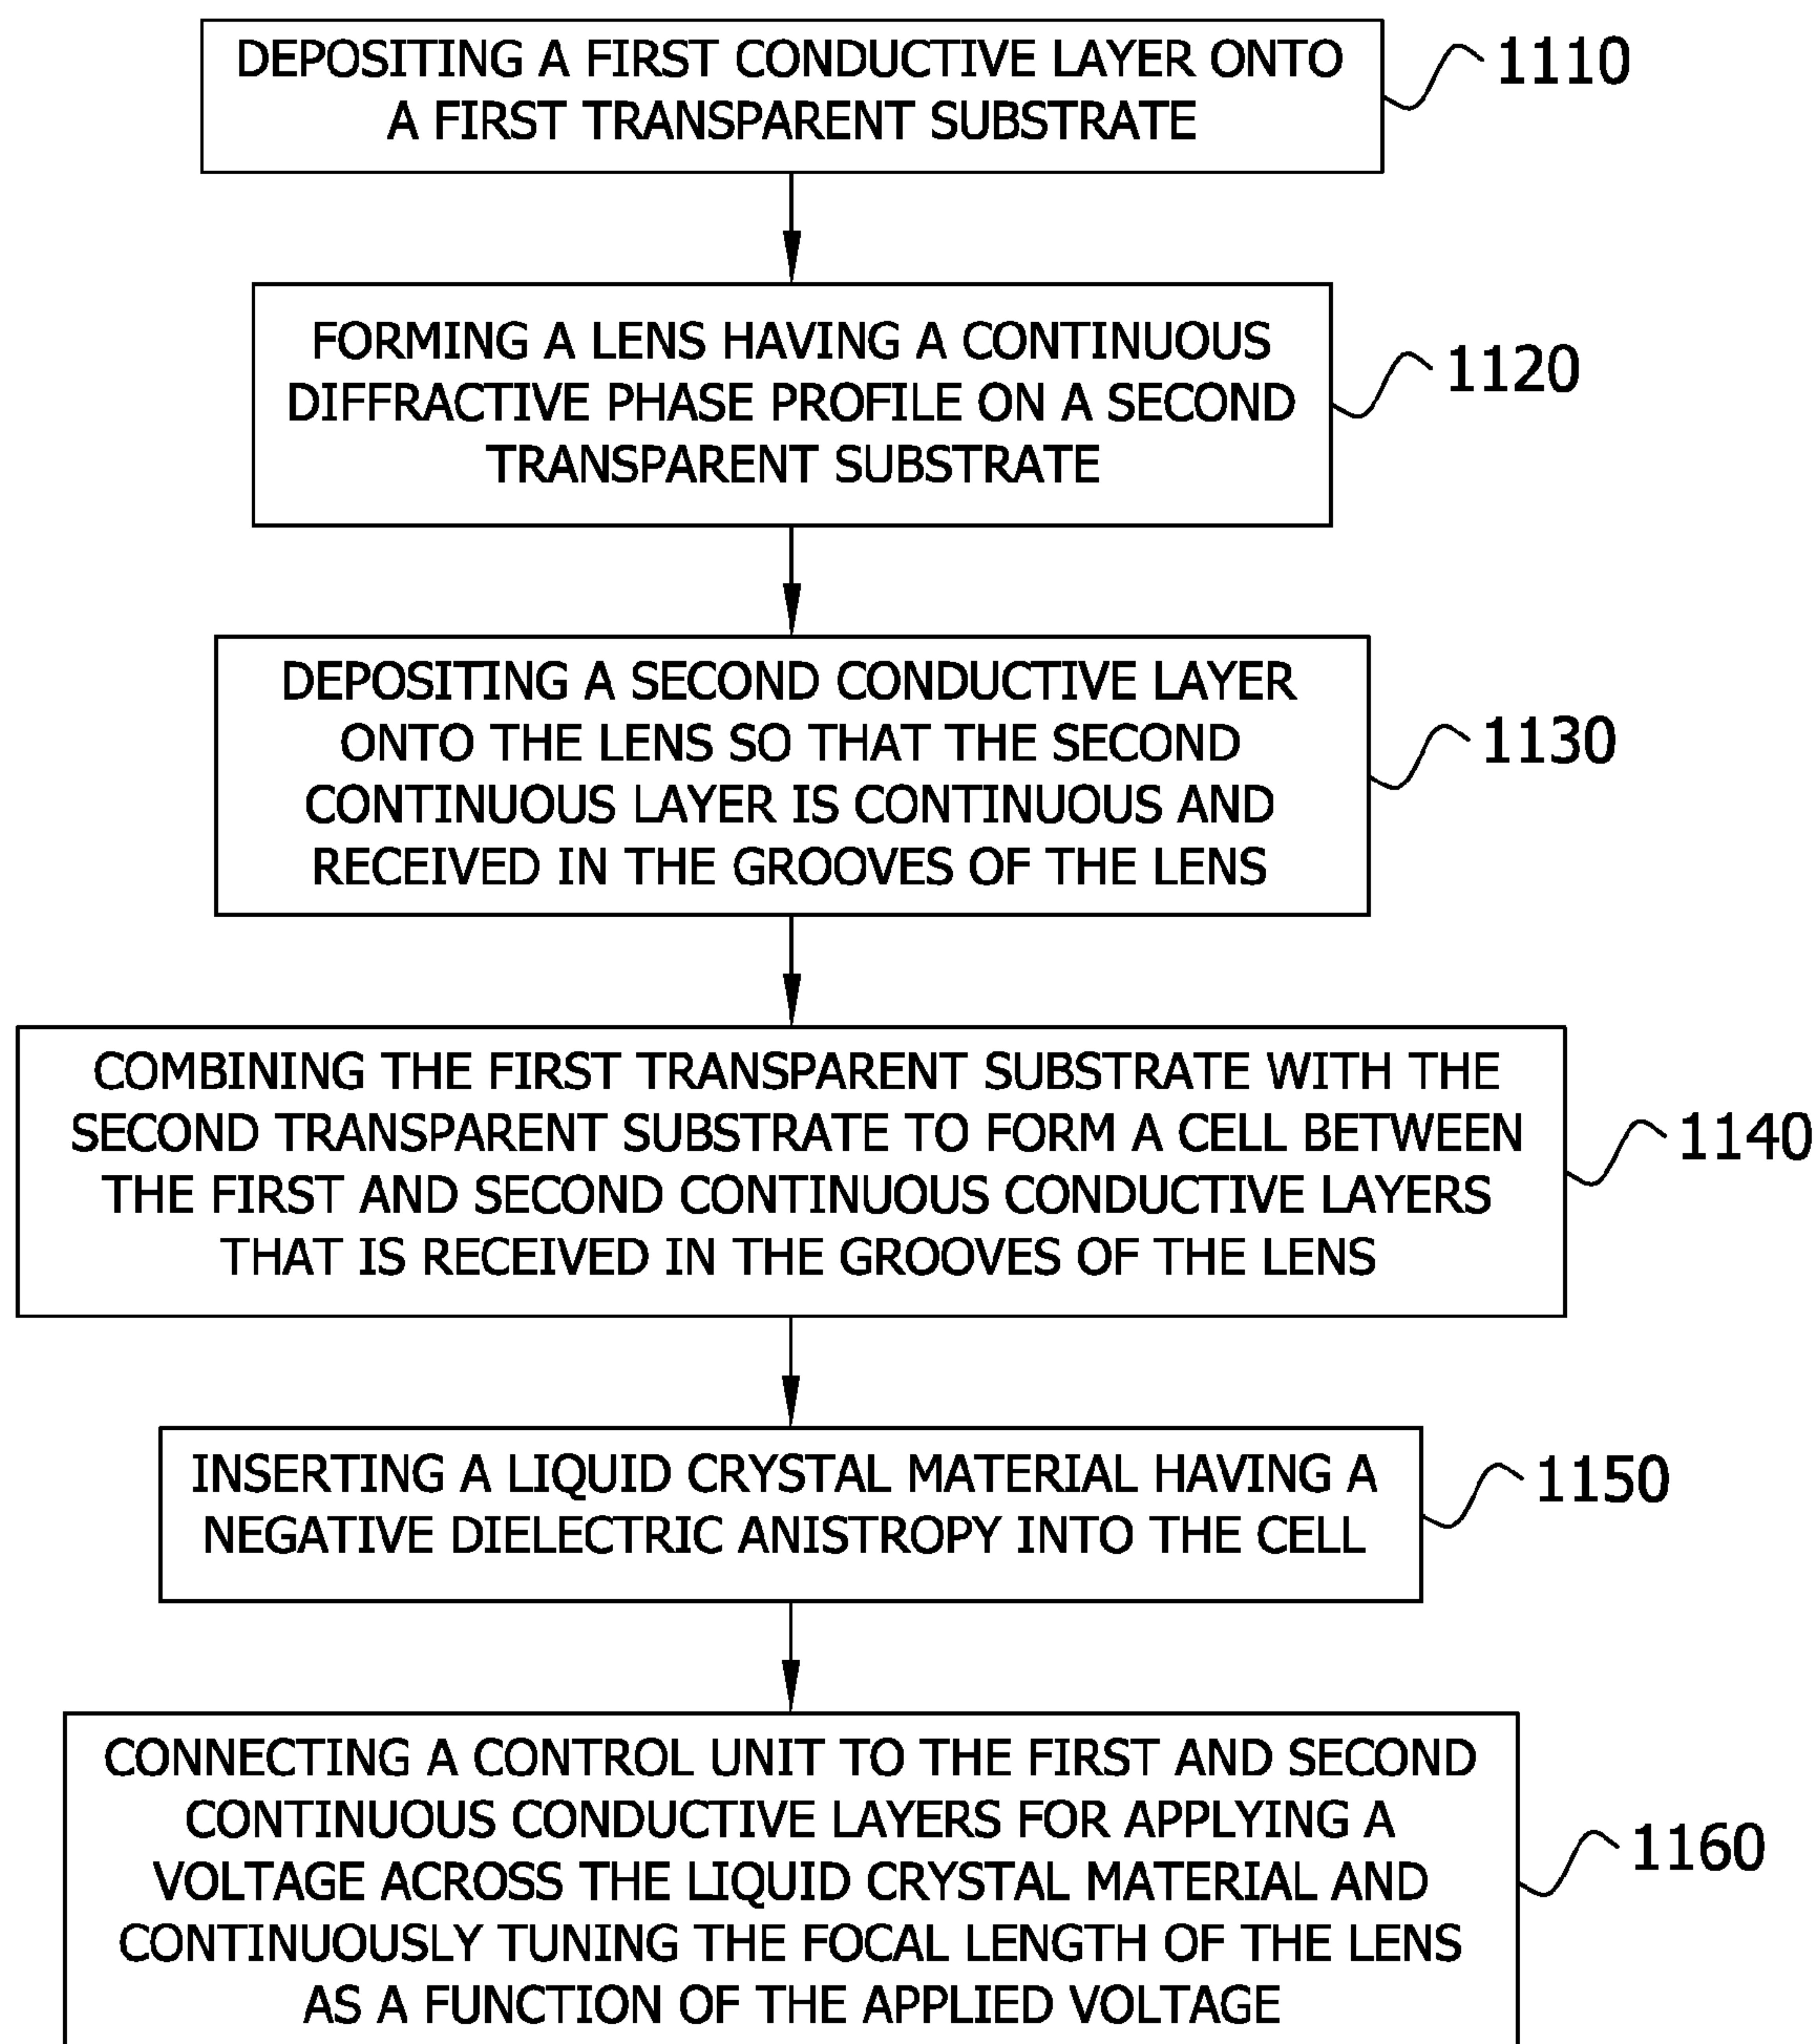 DEPOSITING A FIRST CONDUCTIVE LAYER ONTO
A FIRST TRANSPARENT SUBSTRATE
1110
FORMING A LENS HAVING A CONTINUOUS
DIFFRACTIVE PHASE PROFILE ON A SECOND
TRANSPARENT SUBSTRATE
1120
DEPOSITING A SECOND CONDUCTIVE LAYER
ONTO THE LENS SO THAT THE SECOND
CONTINUOUS LAYER IS CONTINUOUS AND
RECEIVED IN THE GROOVES OF THE LENS
1130
COMBINING THE FIRST TRANSPARENT SUBSTRATE WITH THE
SECOND TRANSPARENT SUBSTRATE TO FORM A CELL BETWEEN
THE FIRST AND SECOND CONTINUOUS CONDUCTIVE LAYERS
THAT IS RECEIVED IN THE GROOVES OF THE LENS
1140
INSERTING A LIQUID CRYSTAL MATERIAL HAVING A
NEGATIVE DIELECTRIC ANISTROPY INTO THE CELL
1150
CONNECTING A CONTROL UNIT TO THE FIRST AND SECOND
CONTINUOUS CONDUCTIVE LAYERS FOR APPLYING A
VOLTAGE ACROSS THE LIQUID CRYSTAL MATERIAL AND
CONTINUOUSLY TUNING THE FOCAL LENGTH OF THE LENS
AS A FUNCTION OF THE APPLIED VOLTAGE
1160